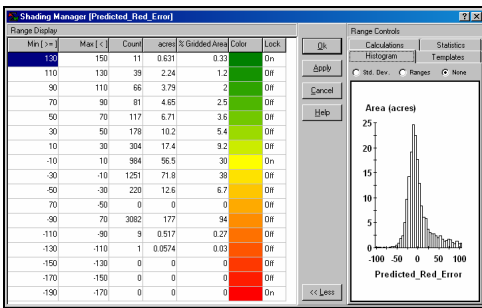 Shading Manager [Predicted_Red_Error]
Range Display
Min [ >= ] Max [ < ] Count acres % Gridded Area Color Lock
130 150 11 0.631 0.33 On
110 130 39 2.24 1.2 Off
90 110 66 3.79 2 Off
70 90 81 4.65 2.5 Off
50 70 117 6.71 3.6 Off
30 50 178 10.2 5.4 Off
10 30 304 17.4 9.2 Off
-10 10 984 56.5 30 On
-30 -10 1251 71.8 38 Off
-50 -30 220 12.6 6.7 Off
70 -50 0 0 0 Off
-90 70 3082 177 94 Off
-110 -90 9 0.517 0.27 Off
-130 -110 1 0.0574 0.03 Off
-150 -130 0 0 0 Off
-170 -150 0 0 0 Off
-190 -170 0 0 0 On
Ok
Apply
Cancel
Help
<< Less
Range Controls
Calculations Statistics
Histogram Templates
Std. Dev. Ranges None
Area (acres)
25
20
15
10
5
0
-100 -50 0 50 100
Predicted_Red_Error